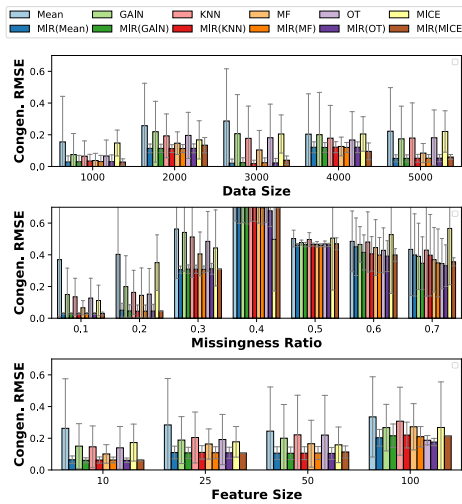 Mean GAIN KNN MF OT MICE
MIR(Mean) MIR(GAIN) MIR(KNN) MIR(MF) MIR(OT) MIR(MICE)
Congen. RMSE
0.6
0.4
0.2
0.0
1000 2000 3000 4000 5000
Data Size
Congen. RMSE
0.6
0.4
0.2
0.0
0.1 0.2 0.3 0.4 0.5 0.6 0.7
Missingness Ratio
Congen. RMSE
0.6
0.4
0.2
0.0
10 25 50 100
Feature Size